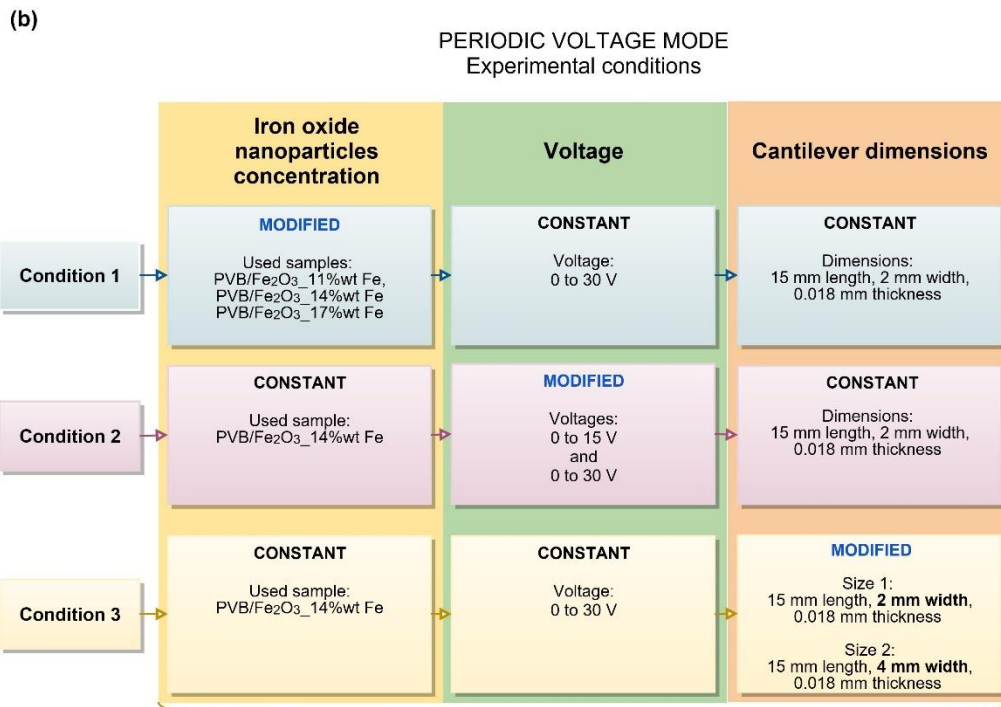 (b)
PERIODIC VOLTAGE MODE
Experimental conditions
Iron oxide
nanoparticles
concentration
Voltage
Cantilever dimensions
Condition 1
MODIFIED
Used samples:
PVB/Fe₂O₃_11%wt Fe,
PVB/Fe₂O₃_14%wt Fe
PVB/Fe₂O₃_17%wt Fe
CONSTANT
Voltage:
0 to 30 V
CONSTANT
Dimensions:
15 mm length, 2 mm width,
0.018 mm thickness
Condition 2
CONSTANT
Used sample:
PVB/Fe₂O₃_14%wt Fe
MODIFIED
Voltages:
0 to 15 V
and
0 to 30 V
CONSTANT
Dimensions:
15 mm length, 2 mm width,
0.018 mm thickness
Condition 3
CONSTANT
Used sample:
PVB/Fe₂O₃_14%wt Fe
CONSTANT
Voltage:
0 to 30 V
MODIFIED
Size 1:
15 mm length, 2 mm width,
0.018 mm thickness
Size 2:
15 mm length, 4 mm width,
0.018 mm thickness